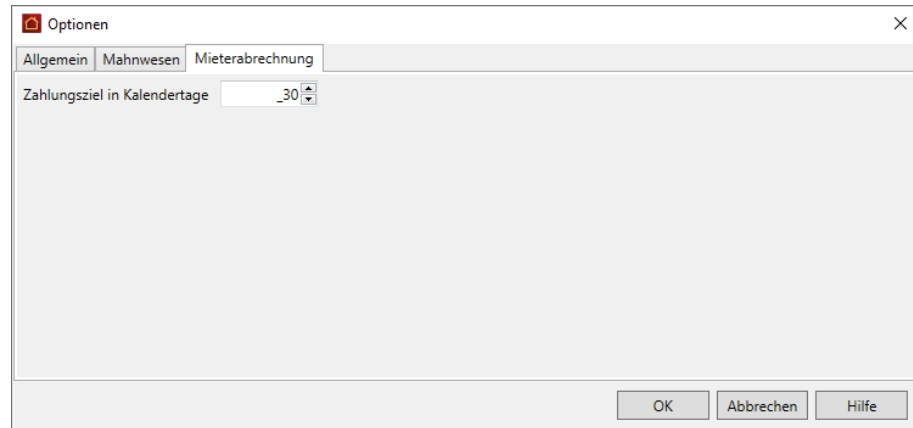 Optionen
Allgemein Mahnwesen Mieterabrechnung
Zahlungsziel in Kalendertage _30
OK Abbrechen Hilfe